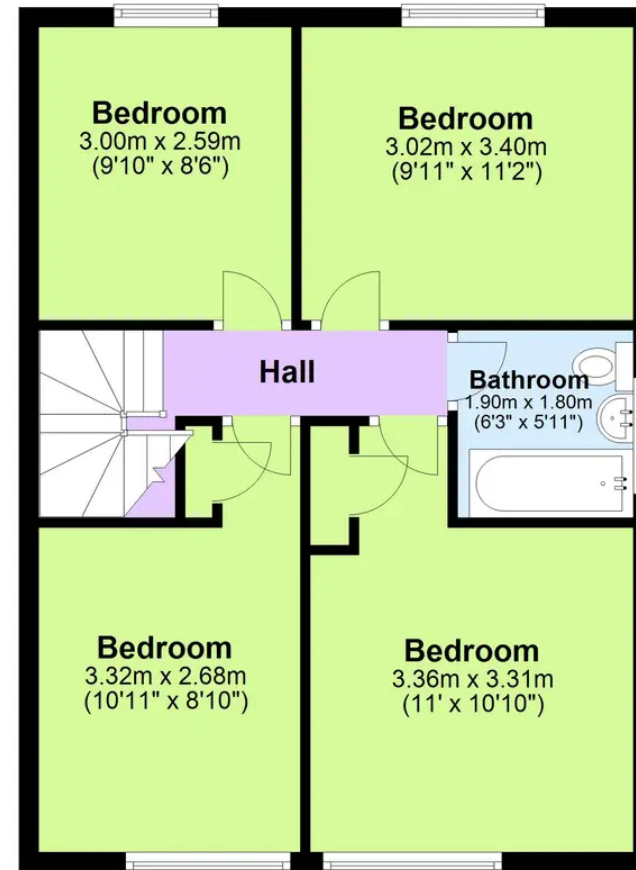 Bedroom
3.00m x 2.59m
(9'10" x 8'6")
Bedroom
3.02m x 3.40m
(9'11" x 11'2")
Hall
Bathroom
1.90m x 1.80m
(6'3" x 5'11")
Bedroom
3.32m x 2.68m
(10'11" x 8'10")
Bedroom
3.36m x 3.31m
(11' x 10'10")